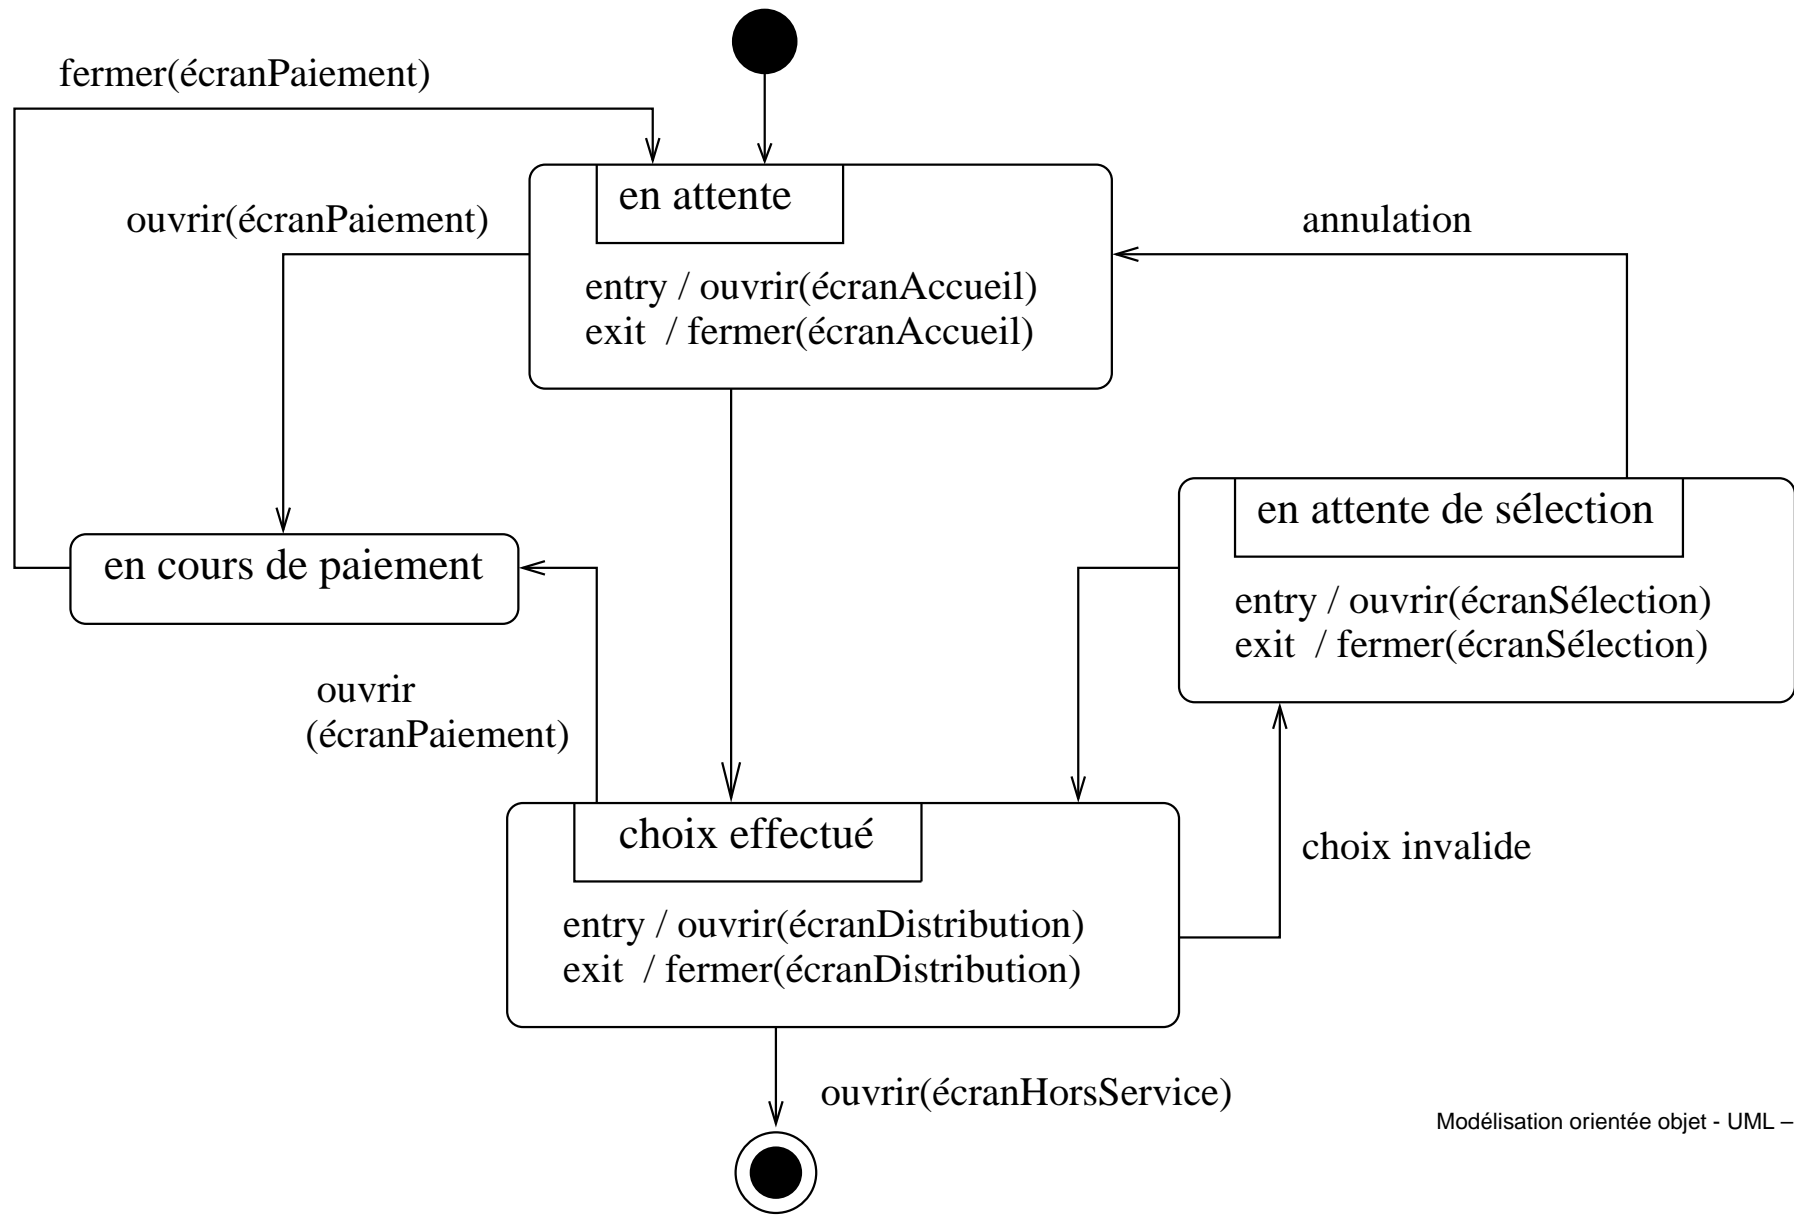 fermer(écranPaiement)
en attente
ouvrir(écranPaiement)
annulation
entry / ouvrir(écranAccueil)
exit / fermer(écranAccueil)
en attente de sélection
en cours de paiement
entry / ouvrir(écranSélection)
exit / fermer(écranSélection)
ouvrir
(écranPaiement)
choix effectué
choix invalide
entry / ouvrir(écranDistribution)
exit / fermer(écranDistribution)
ouvrir(écranHorsService)
Modélisation orientée objet - UML –